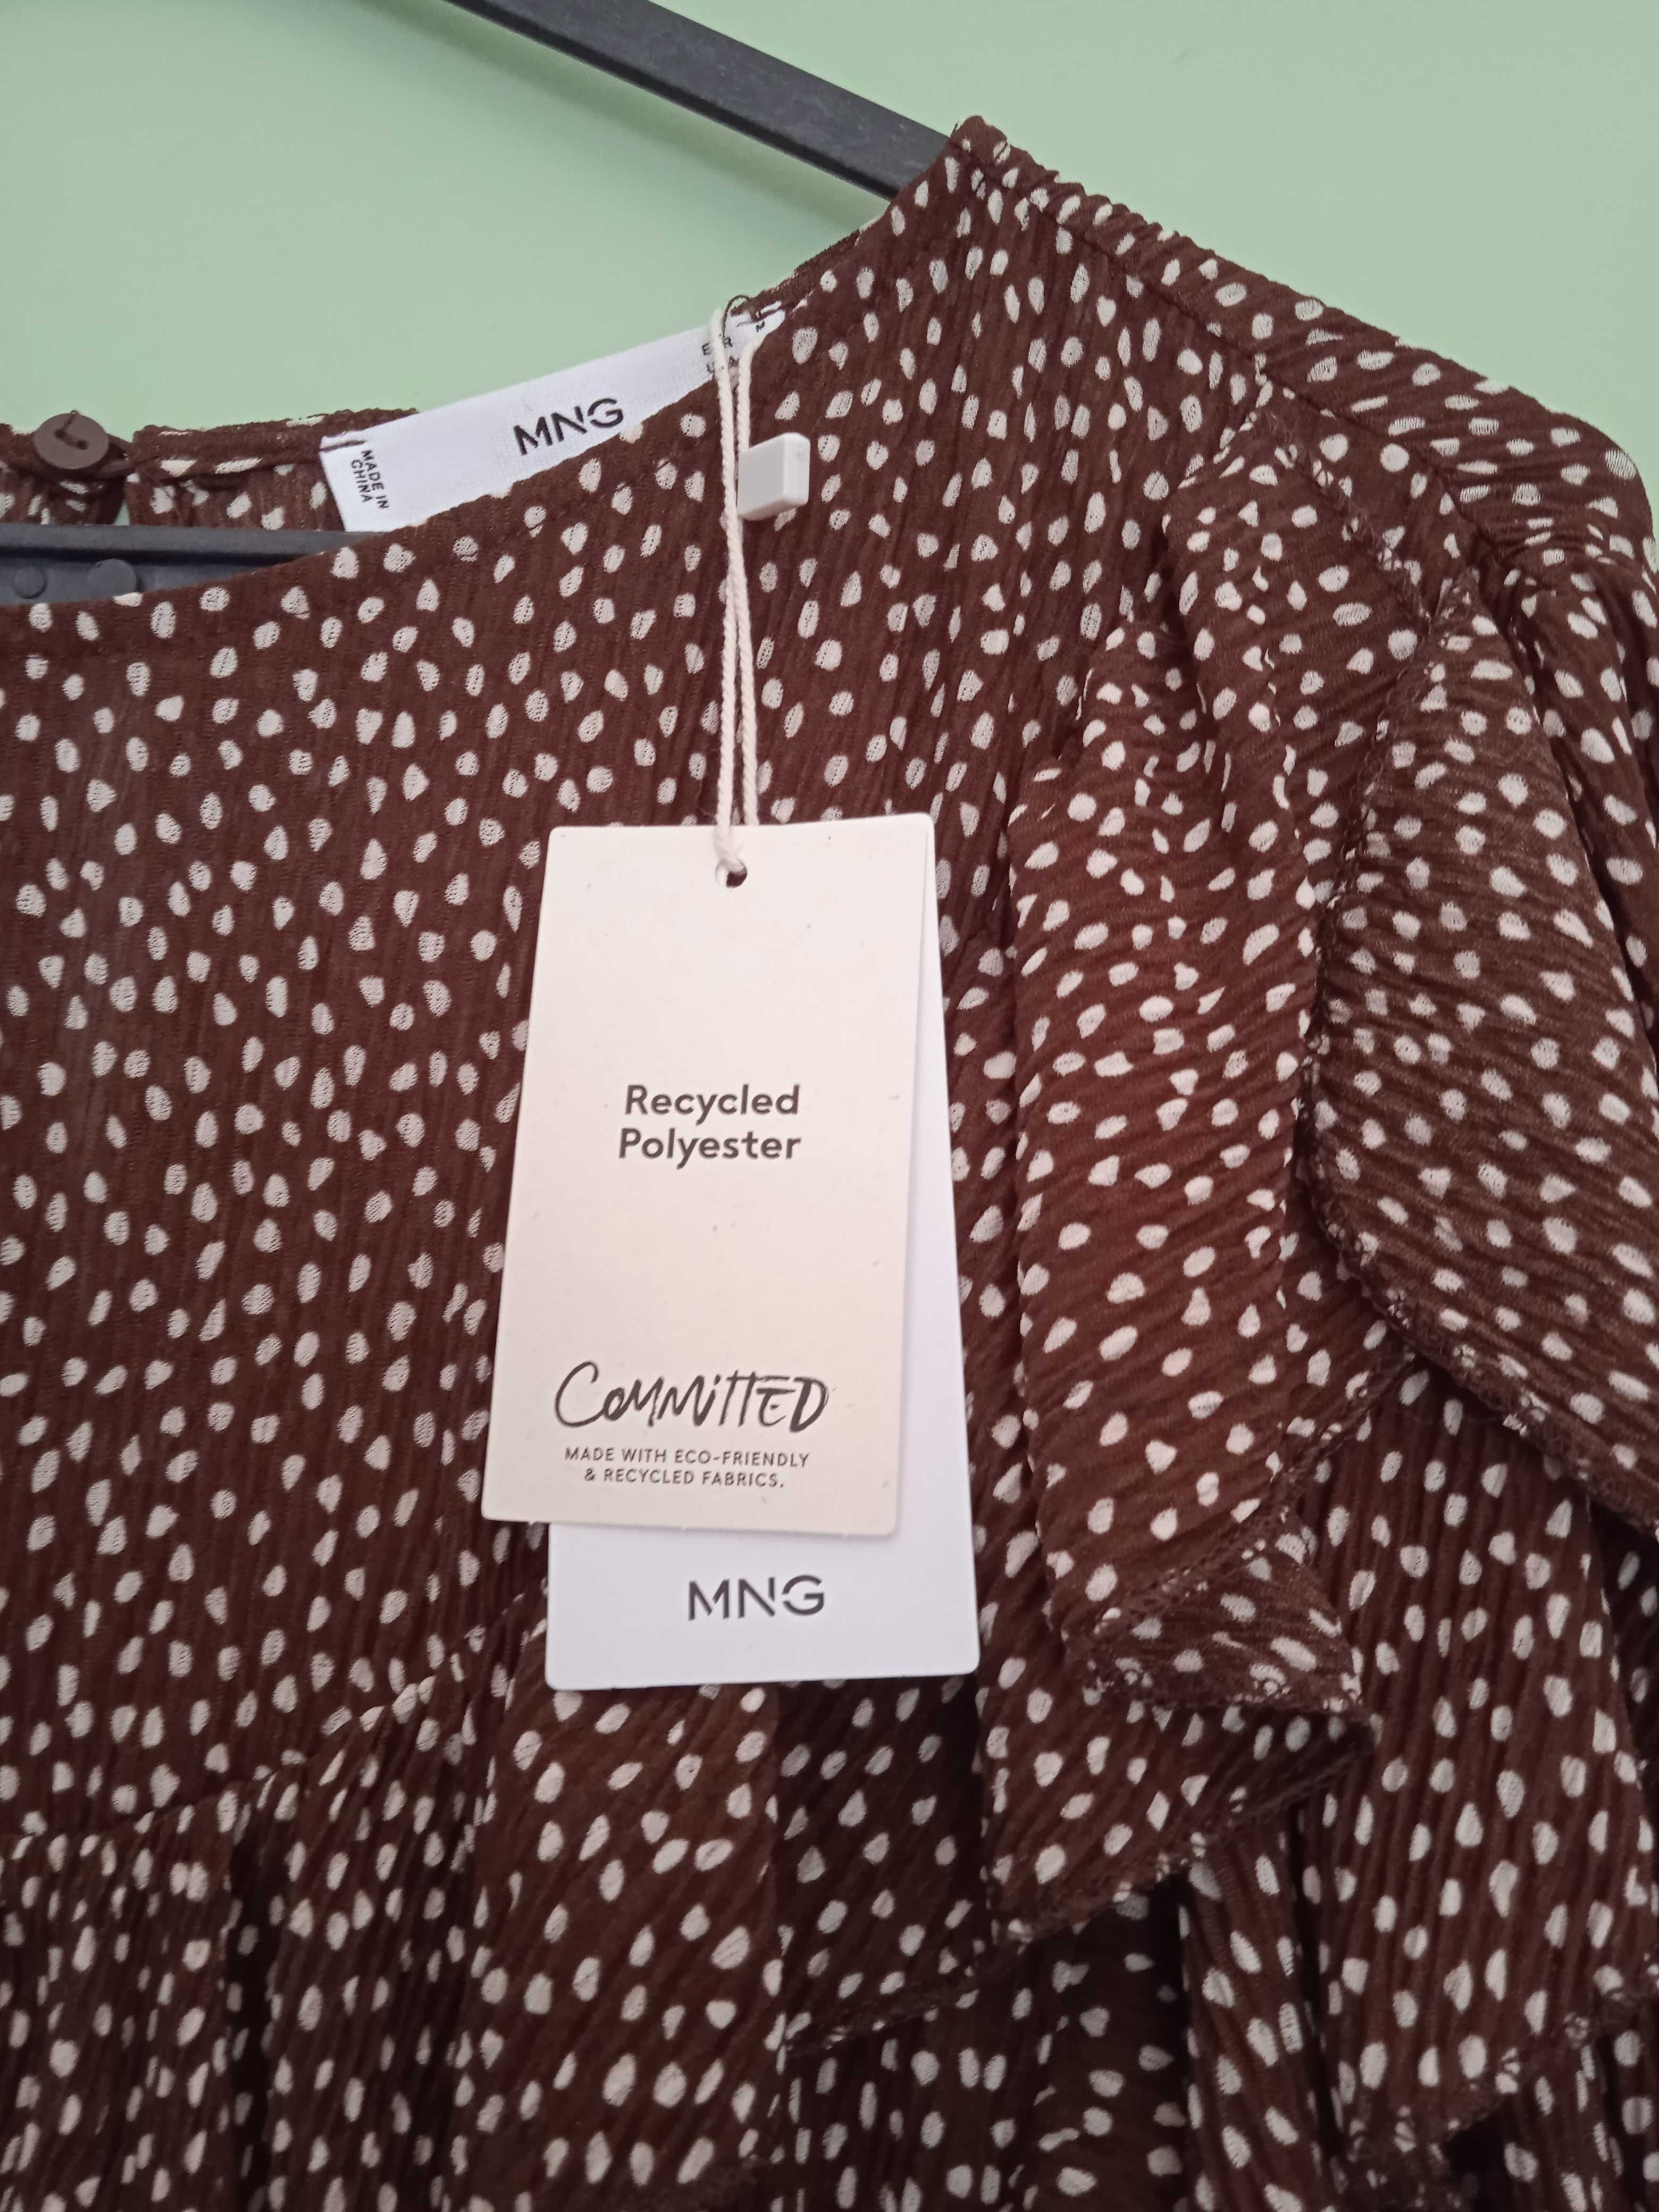 MNG
MADE IN
CHINA
Recycled
Polyester
COMMITTED
MADE WITH ECO-FRIENDLY
& RECYCLED FABRICS.
MNG